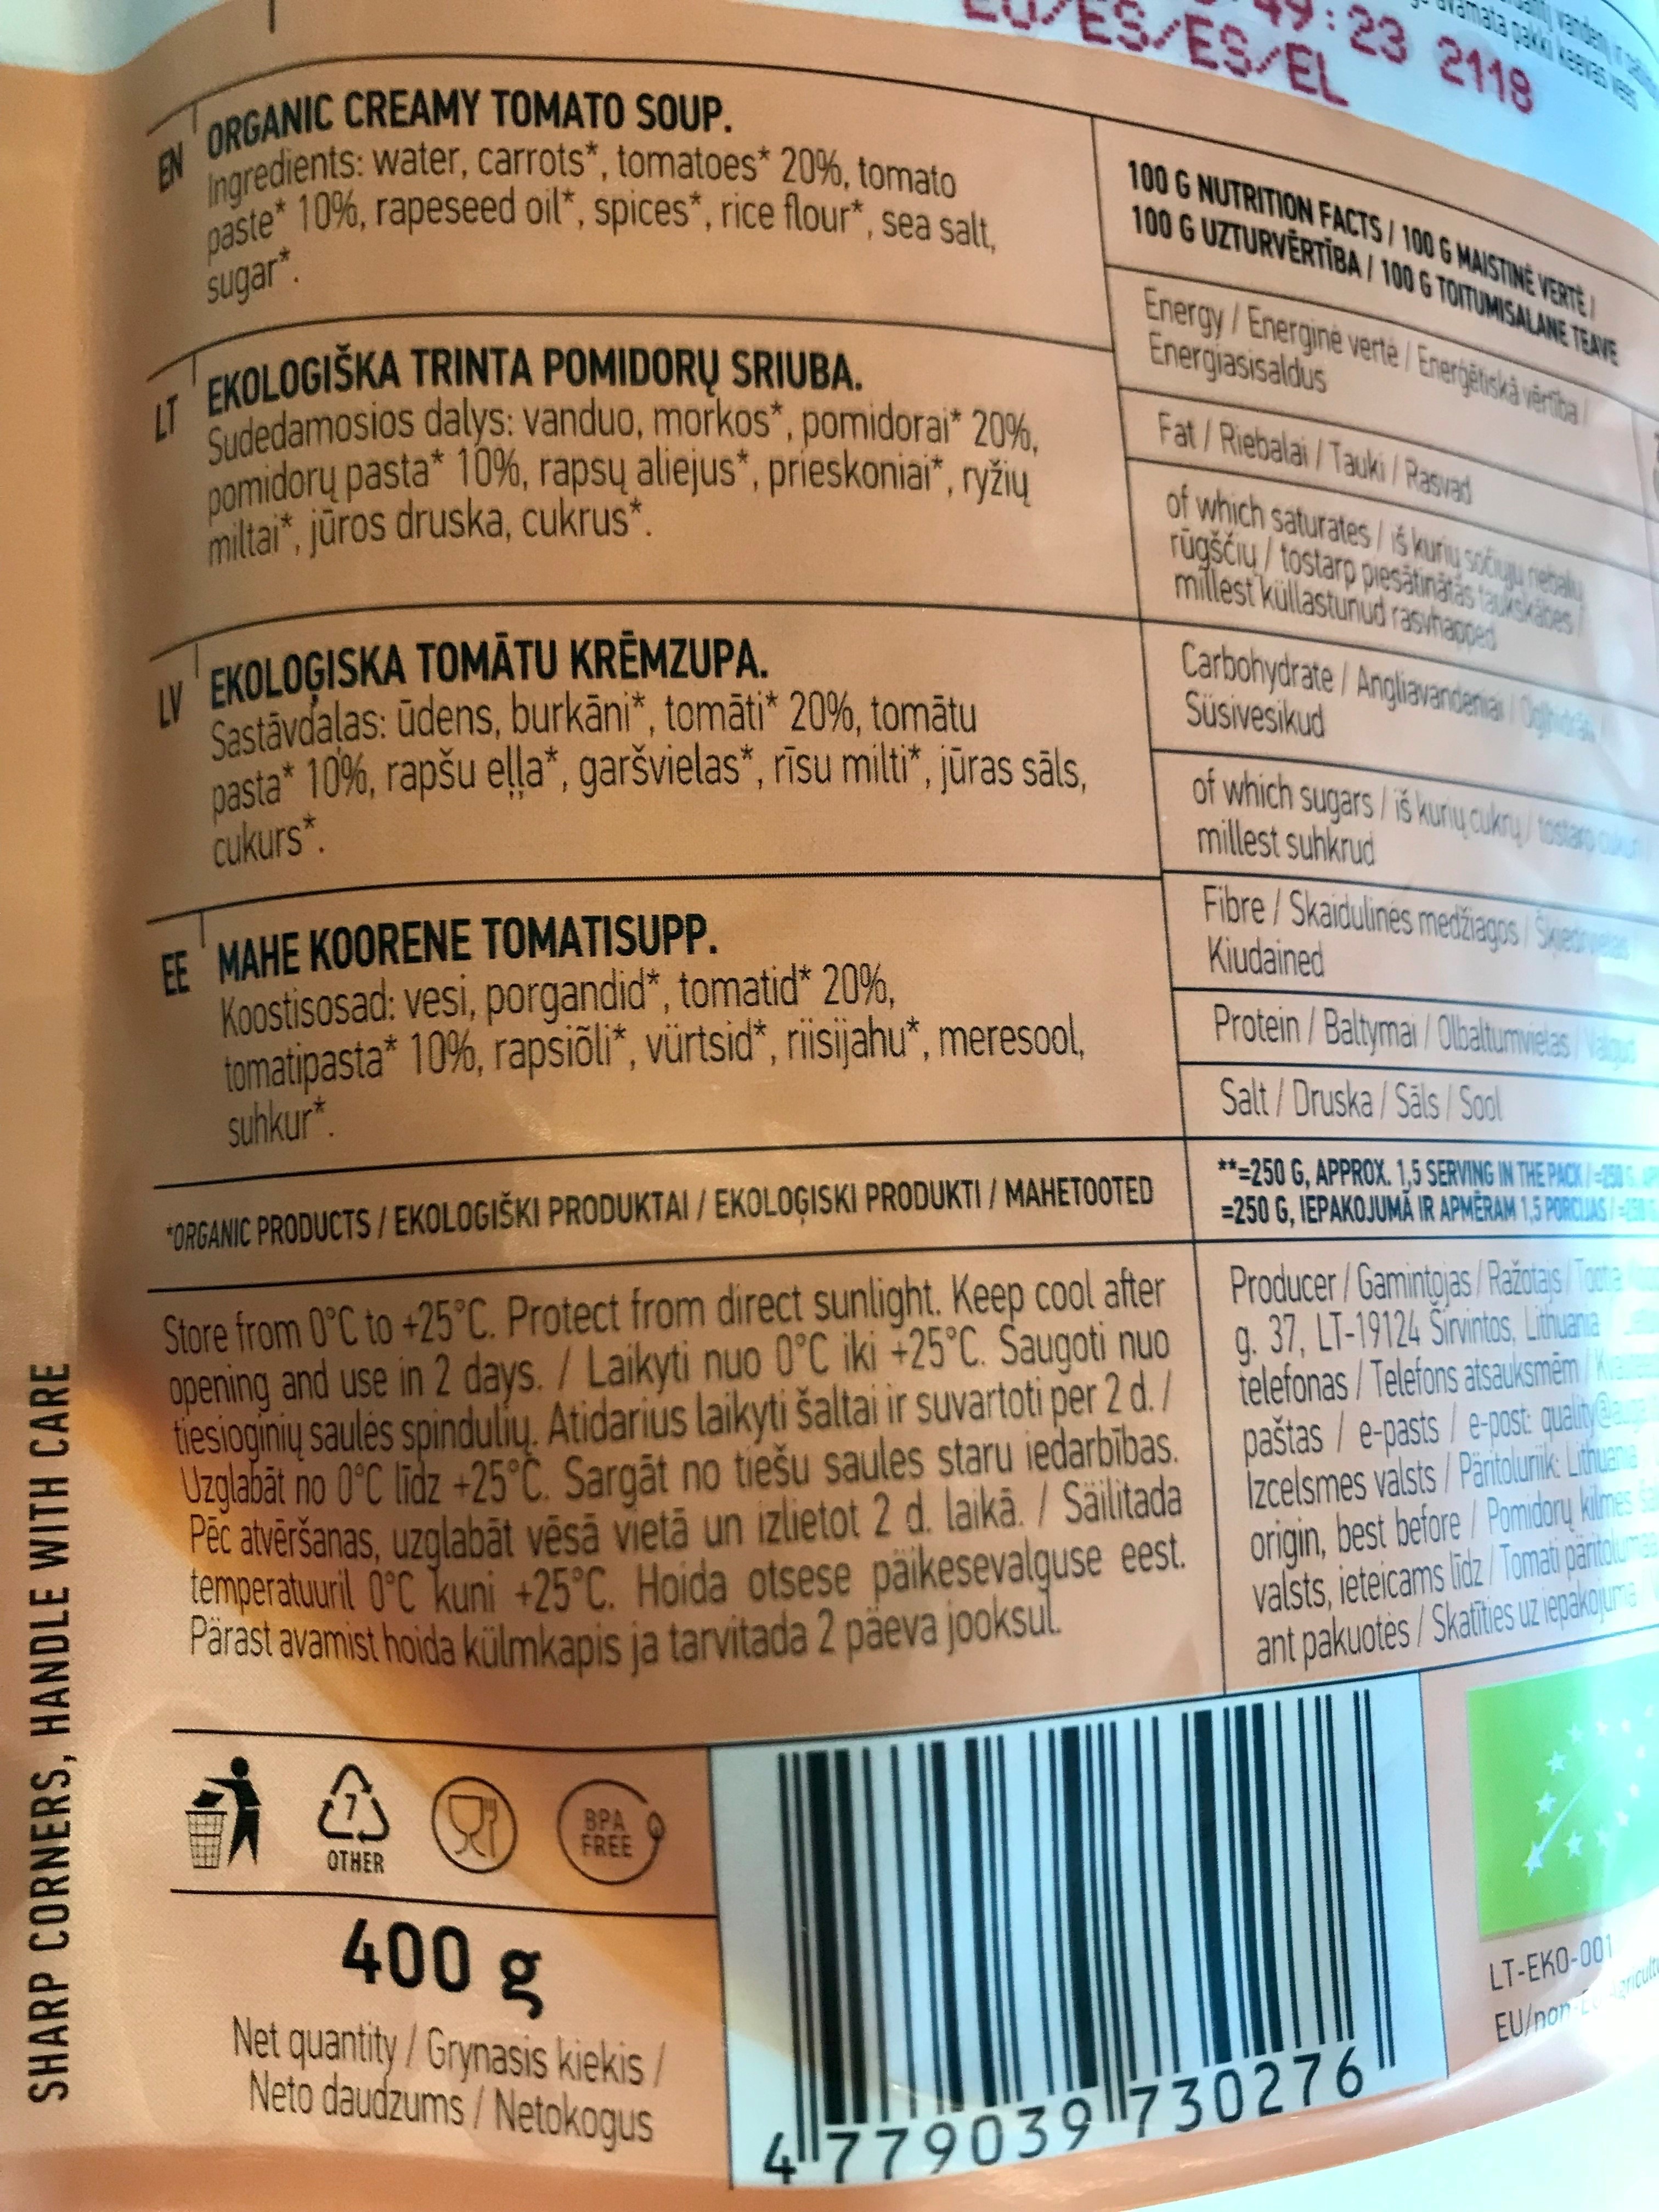 49:23 2118
EU/ES/ES/EL
avamata pakki keevas vees
EN ORGANIC CREAMY TOMATO SOUP.
Ingredients: water, carrots*, tomatoes* 20%, tomato
paste* 10%, rapeseed oil*, spices*, rice flour*, sea salt,
sugar*.
LT EKOLOGIŠKA TRINTA POMIDORŲ SRIUBA.
Sudedamosios dalys: vanduo, morkos*, pomidorai* 20%,
pomidorų pasta* 10%, rapsų aliejus*, prieskoniai*, ryžių
miltai*, jūros druska, cukrus*.
LV EKOLOĢISKA TOMĀTU KRĒMZUPA.
Sastāvdaļas: ūdens, burkāni*, tomāti* 20%, tomātu
pasta* 10%, rapšu eļļa*, garšvielas*, rīsu milti*, jūras sāls,
cukurs*.
EE MAHE KOORENE TOMATISUPP.
Koostisosad: vesi, porgandid*, tomatid* 20%,
tomatipasta* 10%, rapsiõli*, vürtsid*, riisijahu*, meresool,
suhkur*.
*ORGANIC PRODUCTS / EKOLOGIŠKI PRODUKTAI / EKOLOĢISKI PRODUKTI / MAHETOOTED
Store from 0°C to +25°C. Protect from direct sunlight. Keep cool after
opening and use in 2 days. / Laikyti nuo 0°C iki +25°C. Saugoti nuo
tiesioginių saulės spindulių. Atidarius laikyti šaltai ir suvartoti per 2 d. /
Uzglabāt no 0°C līdz +25°C. Sargāt no tiešu saules staru iedarbības.
Pēc atvēršanas, uzglabāt vēsā vietā un izlietot 2 d. laikā. / Säilitada
temperatuuril 0°C kuni +25°C. Hoida otsese päikesevalguse eest.
Pärast avamist hoida külmkapis ja tarvitada 2 päeva jooksul.
100 G NUTRITION FACTS / 100 G MAISTINĖ VERTĖ /
100 G UZTURVĒRTĪBA / 100 G TOITUMISALANE TEAVE
Energy / Energinė vertė / Enerģētiskā vērtība /
Energiasisaldus
Fat / Riebalai / Tauki / Rasvad
of which saturates / iš kurių sočiųjų riebalų
rūgščių / tostarp piesātinātās taukskābes /
millest küllastunud rasvhapped
Carbohydrate / Angliavandeniai /
Süsivesikud
of which sugars / iš kurių cukrų / tostarp cukuri
millest suhkrud
Fibre / Skaidulinės medžiagos / Šķiedrvielas
Kiudained
Protein / Baltymai / Olbaltumvielas / Valgud
Salt / Druska / Sāls / Sool
**=250 G, APPROX. 1,5 SERVING IN THE PACK / =250 G,
=250 G, IEPAKOJUMĀ IR APMĒRAM 1,5 PORCIJAS /
Producer / Gamintojas / Ražotājs / Tootja
g. 37, LT-19124 Širvintos, Lithuania
telefonas / Telefons atsauksmēm /
paštas / e-pasts / e-post: quality@
Izcelsmes valsts / Päritoluriik: Lithuania
origin, best before / Pomidorų kilmės
valsts, ieteicams līdz / Tomati päritolumaa
ant pakuotės / Skatīties uz iepakojuma
SHARP CORNERS, HANDLE WITH CARE
7
OTHER
BPA
FREE
400 g
Net quantity / Grynasis kiekis /
Neto daudzums / Netokogus
4 779039 730276
LT-EKO-001
EU/non-EU Agriculture